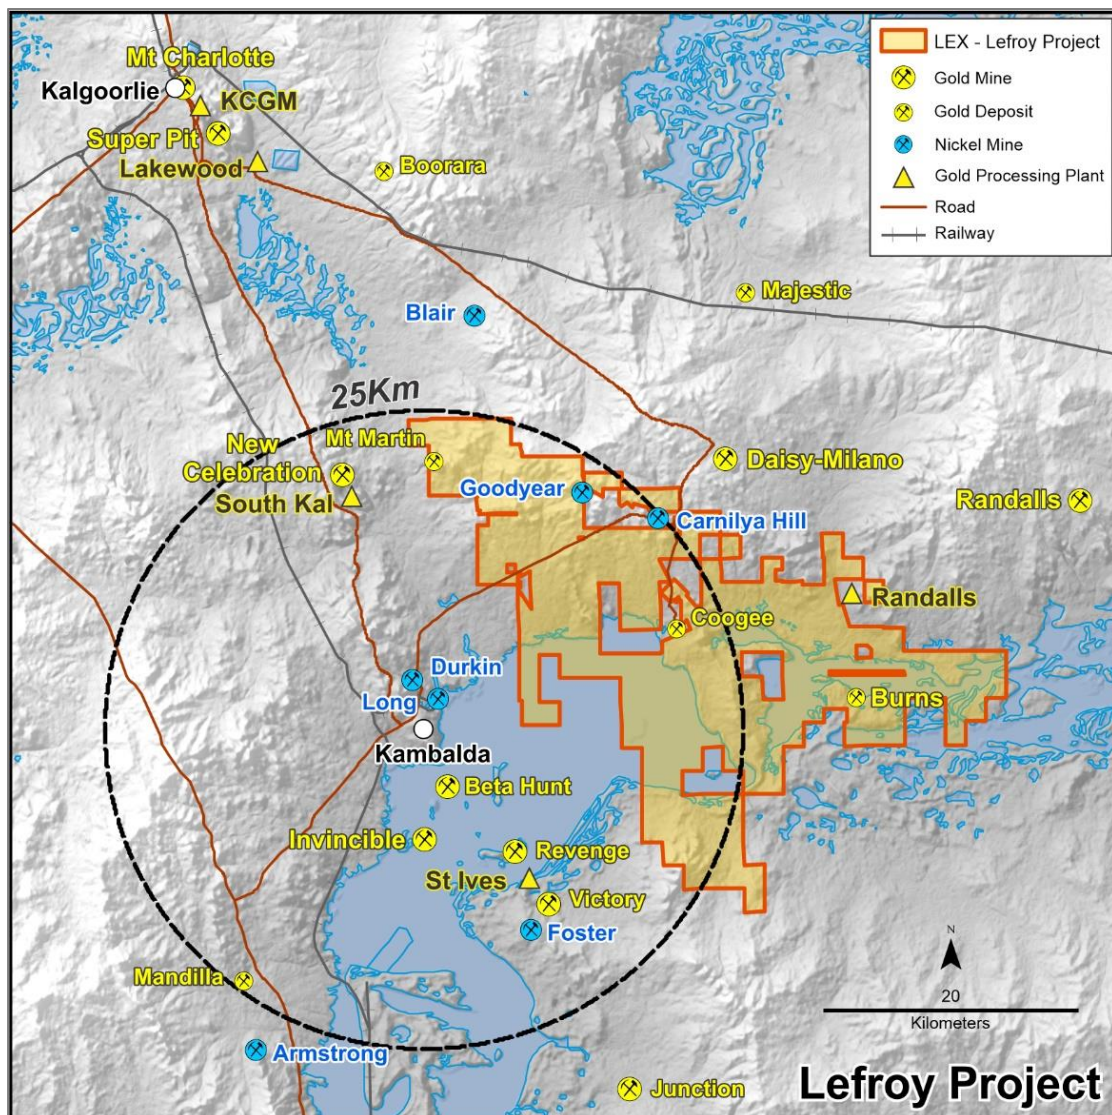 Mt Charlotte
Kalgoorlie
KCGM
Super Pit
Lakewood
Boorara
LEX - Lefroy Project
Gold Mine
Gold Deposit
Nickel Mine
Gold Processing Plant
Road
Railway
Majestic
Blair
25Km
New
Celebration
Mt Martin
South Kal
Goodyear
Carnilya Hill
Daisy-Milano
Randalls
Randalls
Coogee
Durkin
Long
Kambalda
Burns
Beta Hunt
Invincible
Revenge
St Ives
Victory
Foster
Mandilla
Armstrong
Junction
N
20
Kilometers
Lefroy Project